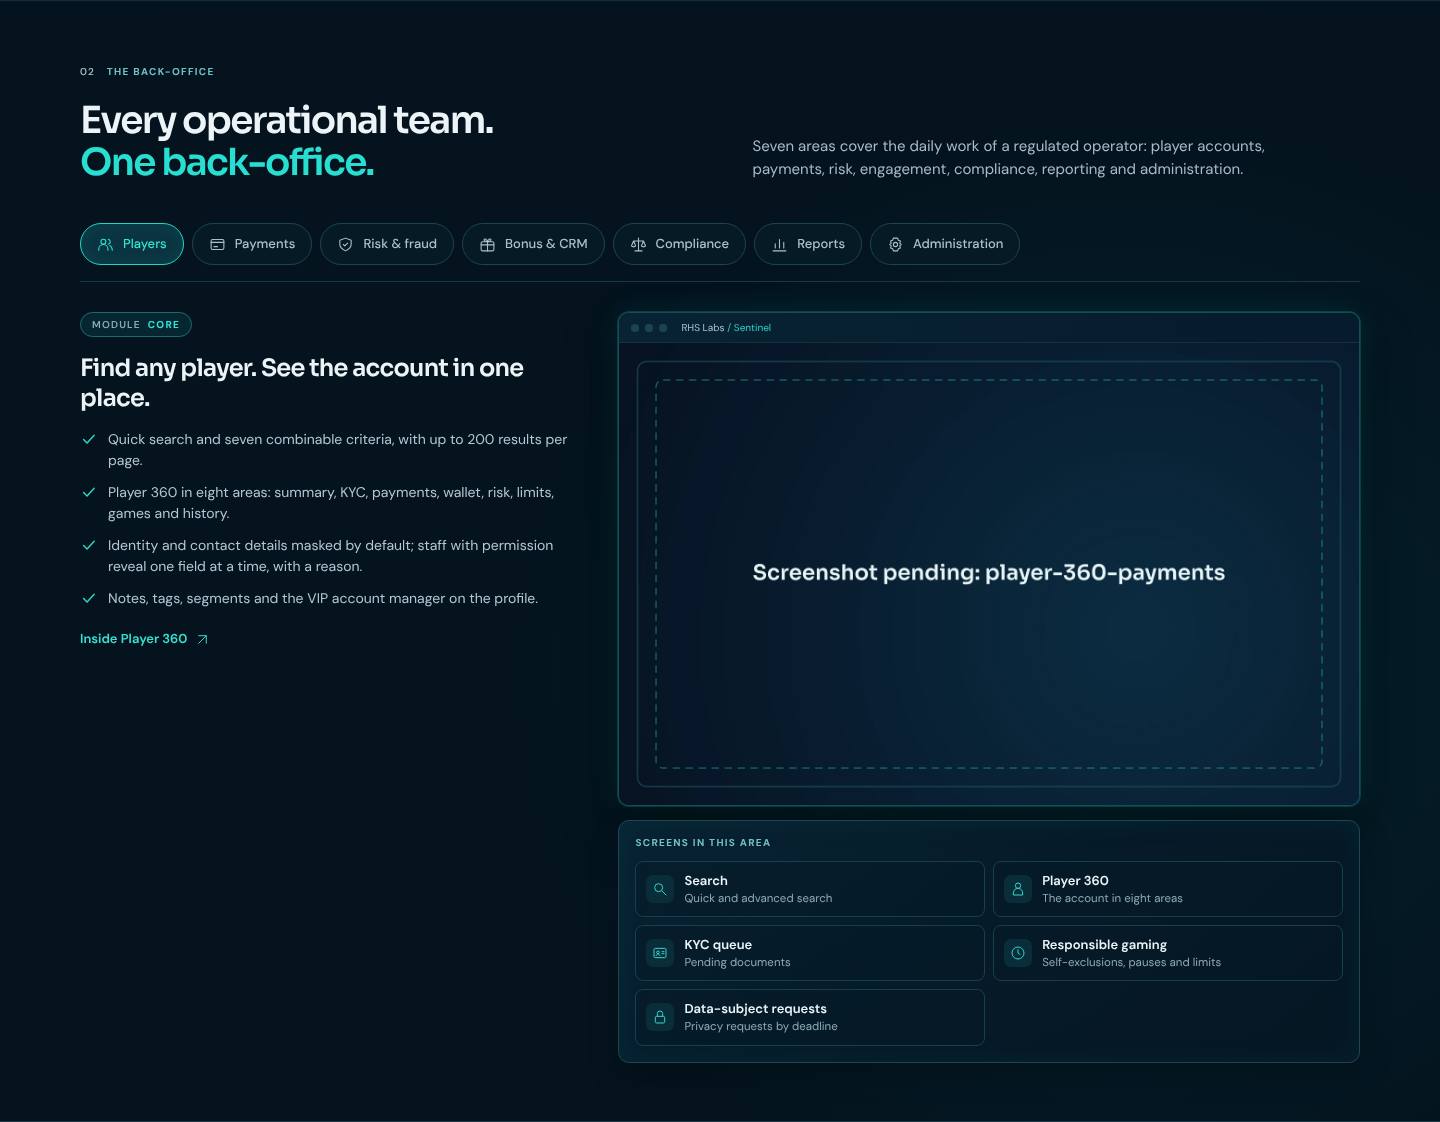 02 THE BACK-OFFICE
Every operational team.
One back-office.
Seven areas cover the daily work of a regulated operator: player accounts,
payments, risk, engagement, compliance, reporting and administration.
Players
Payments
Risk & fraud
Bonus & CRM
Compliance
Reports
Administration
MODULE CORE
Find any player. See the account in one
place.
Quick search and seven combinable criteria, with up to 200 results per
page.
Player 360 in eight areas: summary, KYC, payments, wallet, risk, limits,
games and history.
Identity and contact details masked by default; staff with permission
reveal one field at a time, with a reason.
Notes, tags, segments and the VIP account manager on the profile.
Inside Player 360
RHS Labs / Sentinel
Screenshot pending: player-360-payments
SCREENS IN THIS AREA
Search
Quick and advanced search
Player 360
The account in eight areas
KYC queue
Pending documents
Responsible gaming
Self-exclusions, pauses and limits
Data-subject requests
Privacy requests by deadline